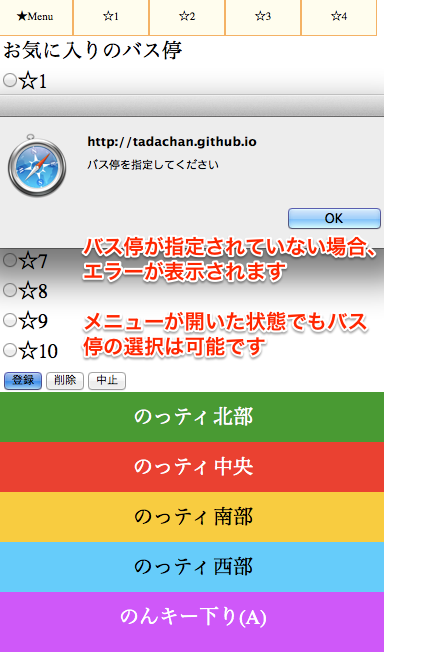 ★Menu
☆1
☆2
☆3
☆4
お気に入りのバス停
☆1
http://tadachan.github.io
バス停を指定してください
OK
バス停が指定されていない場合、
エラーが表示されます
☆7
☆8
メニューが開いた状態でもバス
停の選択は可能です
☆9
☆10
登録 削除 中止
のっティ北部
のっティ中央
のっティ南部
のっティ西部
のんキー下り(A)